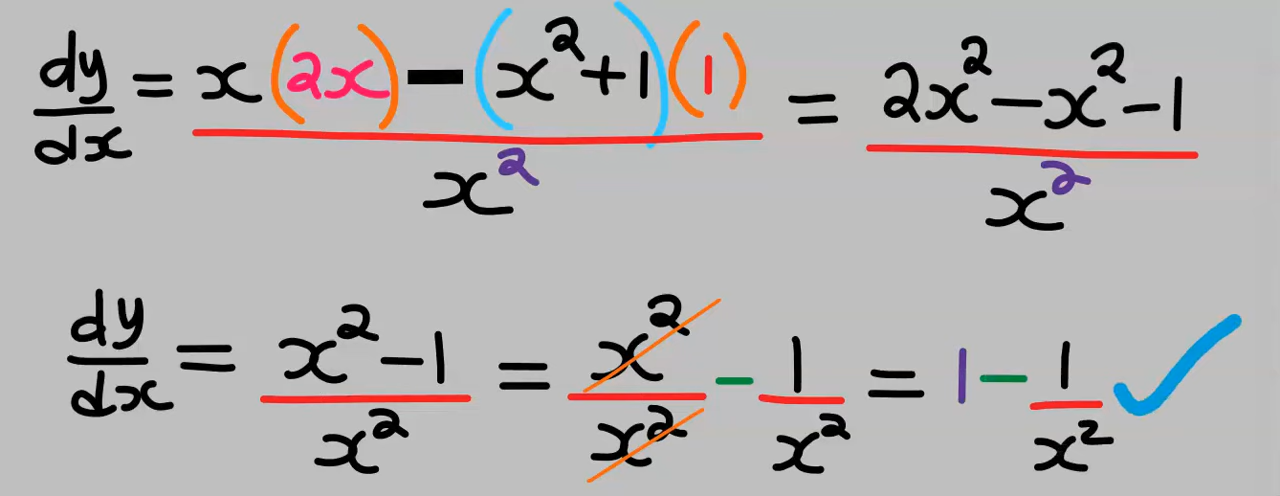 dy/dx = (x(2x) − (x² + 1)(1))/x² = (2x² − x² − 1)/x²
dy/dx = (x² − 1)/x² = x²/x² − 1/x² = 1 − 1/x² ✓